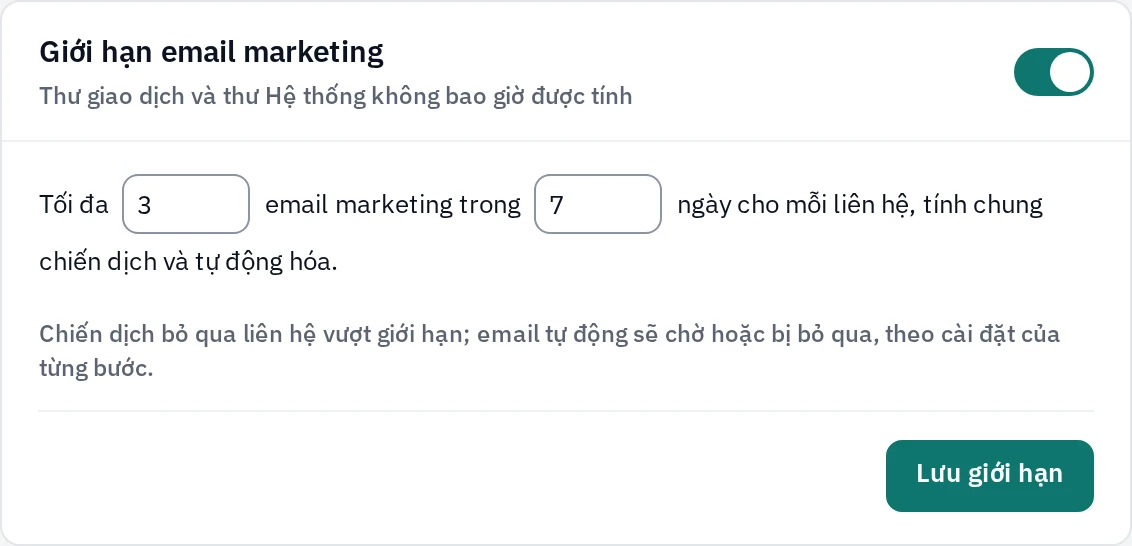 Giới hạn email marketing
Thư giao dịch và thư Hệ thống không bao giờ được tính
Tối đa 3 email marketing trong 7 ngày cho mỗi liên hệ, tính chung
chiến dịch và tự động hóa.
Chiến dịch bỏ qua liên hệ vượt giới hạn; email tự động sẽ chờ hoặc bị bỏ qua, theo cài đặt của
từng bước.
Lưu giới hạn